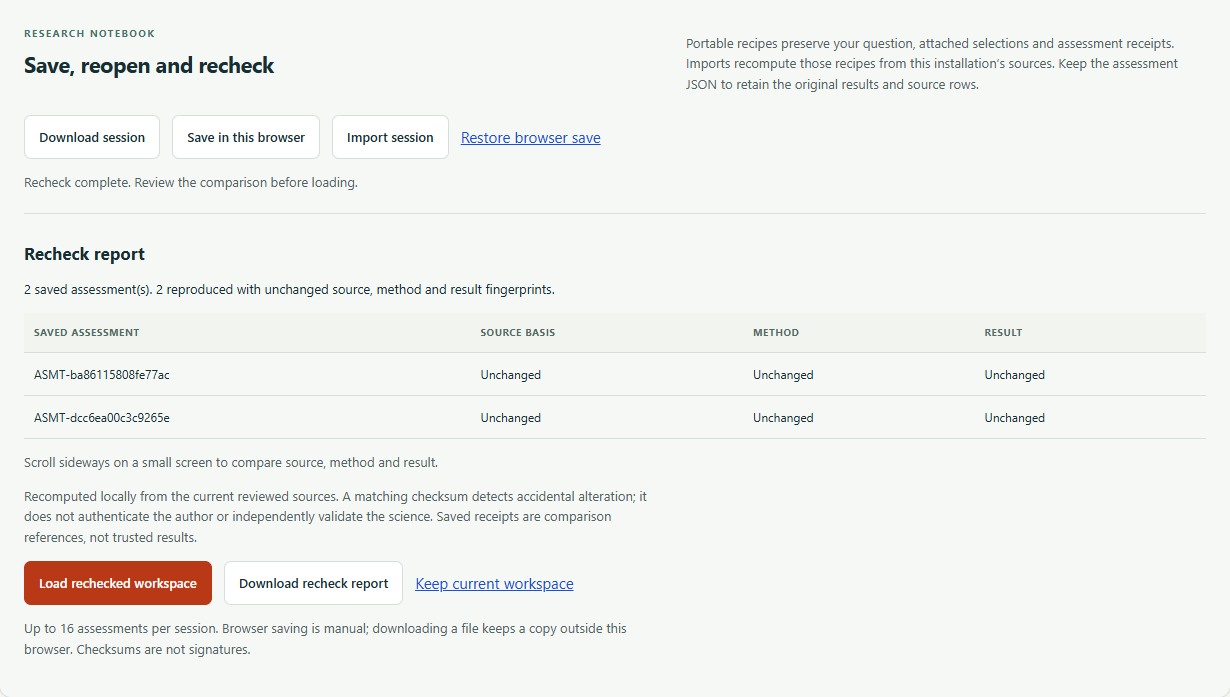 RESEARCH NOTEBOOK
Save, reopen and recheck
Portable recipes preserve your question, attached selections and assessment receipts.
Imports recompute those recipes from this installation's sources. Keep the assessment
JSON to retain the original results and source rows.
Download session
Save in this browser
Import session
Restore browser save
Recheck complete. Review the comparison before loading.
Recheck report
2 saved assessment(s). 2 reproduced with unchanged source, method and result fingerprints.
SAVED ASSESSMENT SOURCE BASIS METHOD RESULT
ASMT-ba86115808fe77ac Unchanged Unchanged Unchanged
ASMT-dcc6ea00c3c9265e Unchanged Unchanged Unchanged
Scroll sideways on a small screen to compare source, method and result.
Recomputed locally from the current reviewed sources. A matching checksum detects accidental alteration; it
does not authenticate the author or independently validate the science. Saved receipts are comparison
references, not trusted results.
Load rechecked workspace
Download recheck report
Keep current workspace
Up to 16 assessments per session. Browser saving is manual; downloading a file keeps a copy outside this
browser. Checksums are not signatures.